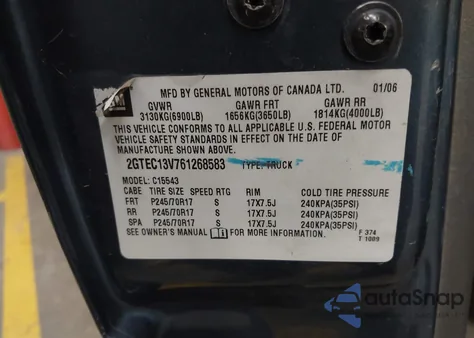 GM
MFD BY GENERAL MOTORS OF CANADA LTD. 01/06
GVWR GAWR FRT GAWR RR
3130KG(6900LB) 1656KG(3650LB) 1814KG(4000LB)
THIS VEHICLE CONFORMS TO ALL APPLICABLE U.S. FEDERAL MOTOR
VEHICLE SAFETY STANDARDS IN EFFECT ON THE DATE OF
MANUFACTURE SHOWN ABOVE.
2GTEC13V761268583 TYPE: TRUCK
MODEL: C15543
CABE TIRE SIZE SPEED RTG RIM COLD TIRE PRESSURE
FRT P245/70R17 S 17X7.5J 240KPA(35PSI)
RR P245/70R17 S 17X7.5J 240KPA(35PSI)
SPA P245/70R17 S 17X7.5J 240KPA(35PSI)
SEE OWNER'S MANUAL FOR MORE INFORMATION. F 374
T 1009
autoSnap